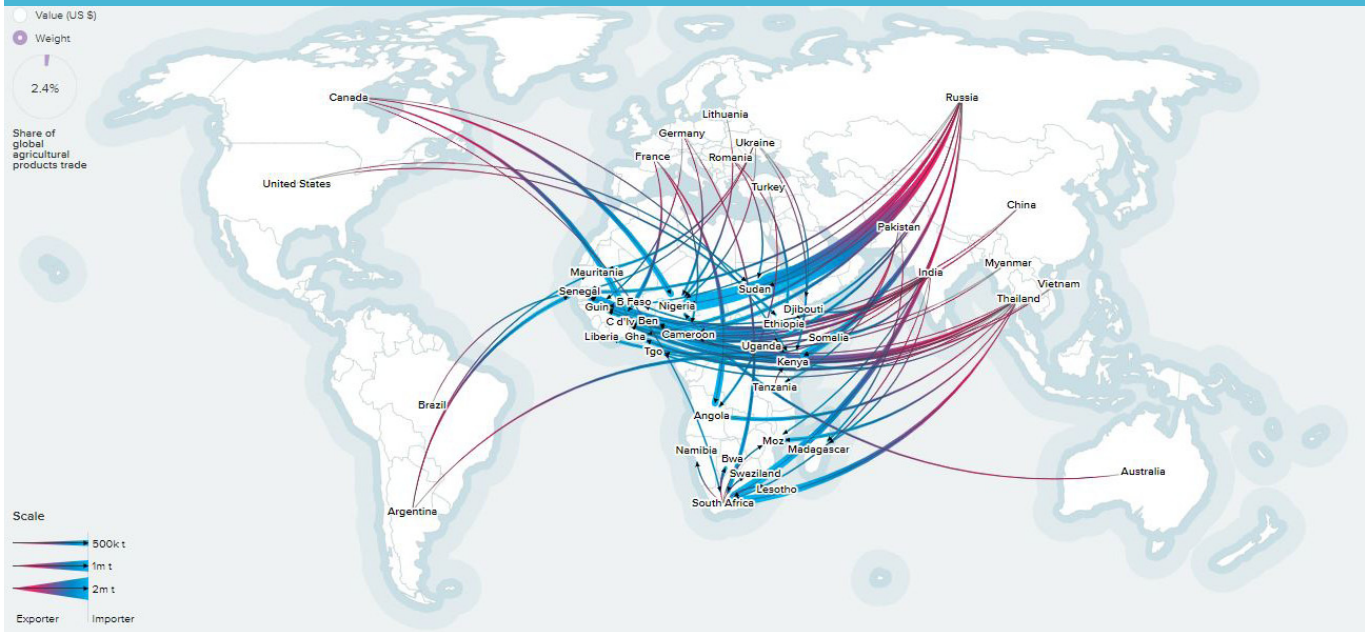 Value (US $)
Weight
2.4%
Share of
global
agricultural
products trade
Canada
United States
Brazil
Argentina
Lithuania
Germany
Ukraine
France
Romania
Turkey
Russia
China
Pakistan
India
Myanmar
Vietnam
Thailand
Australia
Mauritania
Senegal
Guin
B Faso
Nigeria
Sudan
Djibouti
Ethiopia
C d'Iv
Ben
Cameroon
Liberia
Gha
Uganda
Somalia
Tgo
Kenya
Tanzania
Angola
Moz
Madagascar
Namibia
Bwa
Swaziland
Lesotho
South Africa
Scale
500k t
1m t
2m t
Exporter
Importer